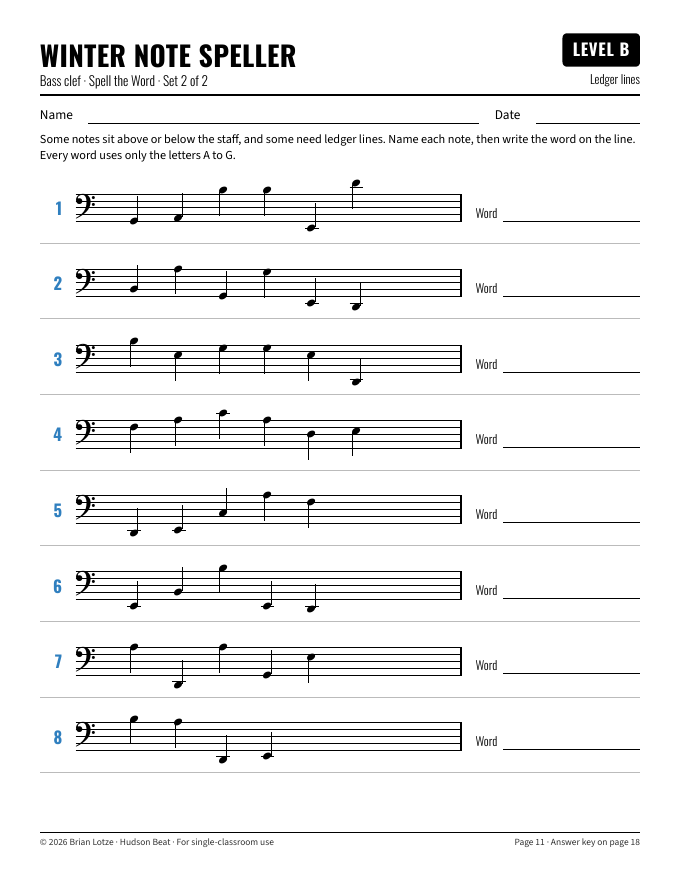 WINTER NOTE SPELLER
LEVEL B
Bass clef · Spell the Word · Set 2 of 2
Ledger lines
Name
Date
Some notes sit above or below the staff, and some need ledger lines. Name each note, then write the word on the line.
Every word uses only the letters A to G.
1
Word
2
Word
3
Word
4
Word
5
Word
6
Word
7
Word
8
Word
© 2026 Brian Lotze · Hudson Beat · For single-classroom use
Page 11 · Answer key on page 18